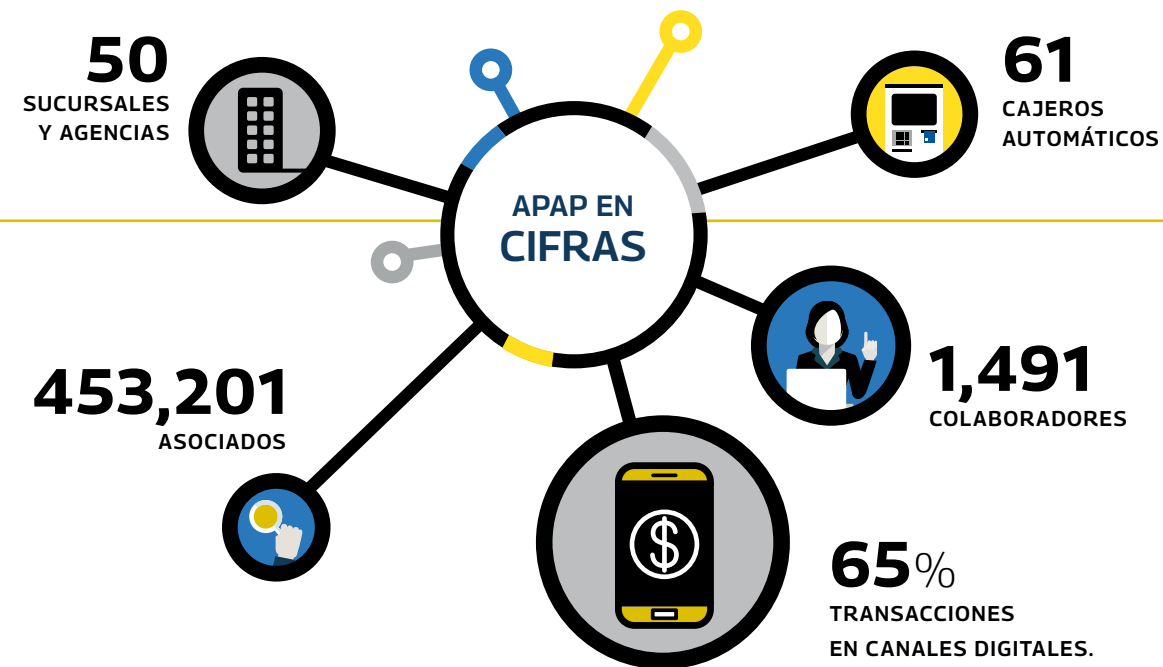 50
SUCURSALES
Y AGENCIAS
61
CAJEROS
AUTOMÁTICOS
APAP EN
CIFRAS
453,201
ASOCIADOS
1,491
COLABORADORES
$
65%
TRANSACCIONES
EN CANALES DIGITALES.